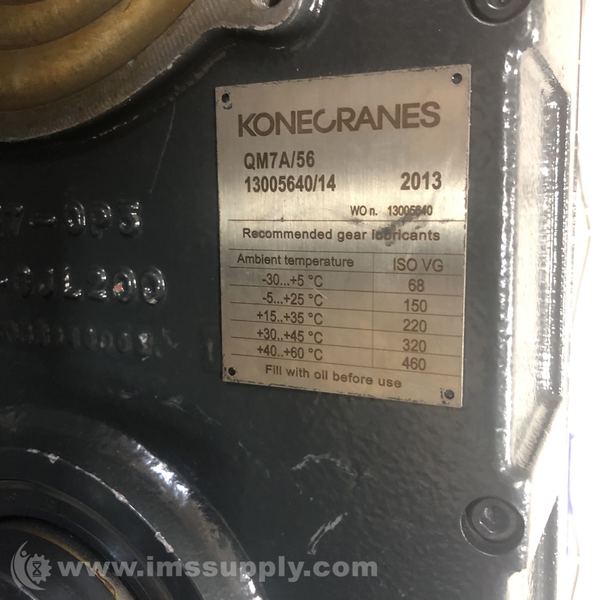 KONECRANES
QM7A/56
13005640/14 2013
WO n. 13005640
Recommended gear lubricants
Ambient temperature ISO VG
-30...+5 °C 68
-5...+25 °C 150
+15..+35 °C 220
+30..+45 °C 320
+40..+60 °C 460
Fill with oil before use
JL200
www.imssupply.com